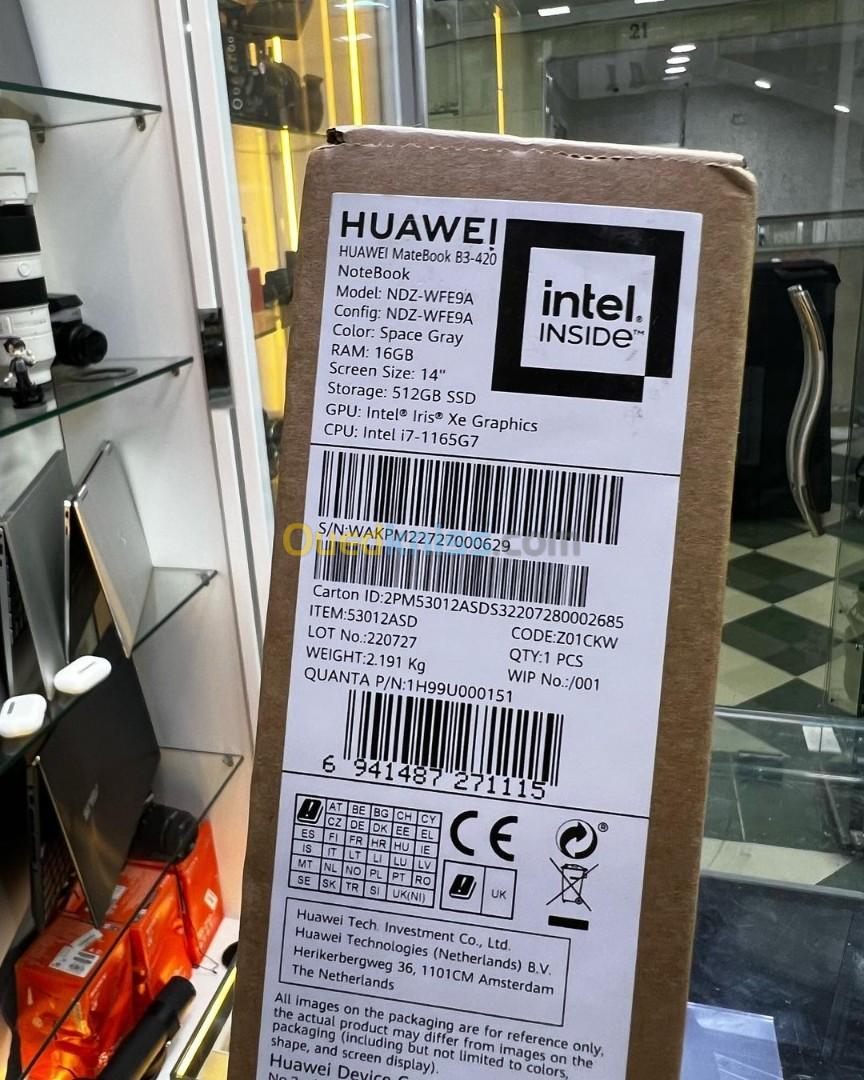 21
HUAWEI
HUAWEI MateBook B3-420
NoteBook
Model: NDZ-WFE9A
Config: NDZ-WFE9A
Color: Space Gray
RAM: 16GB
Screen Size: 14"
Storage: 512GB SSD
GPU: Intel® Iris® Xe Graphics
CPU: Intel i7-1165G7
intel®
INSIDE™
S/N:WAKPM22727000629
OuedKniss.com
Carton ID:2PM53012ASDS32207280002685
ITEM:53012ASD
CODE:Z01CKW
LOT No.:220727
QTY:1 PCS
WEIGHT:2.191 Kg
WIP No.:/001
QUANTA P/N:1H99U000151
6 941487 271115
AT BE BG CH CY
CZ DE DK EE EL
ES FI FR HR HU IE
IS IT LT LI LU LV
MT NL NO PL PT RO
SE SK TR SI UK(NI)
UK
CE
®
Huawei Tech. Investment Co., Ltd.
Huawei Technologies (Netherlands) B.V.
Herikerbergweg 36, 1101CM Amsterdam
The Netherlands
All images on the packaging are for reference only,
the actual product may differ from images on the
packaging (including but not limited to colors,
shape, and screen display).
Huawei Device